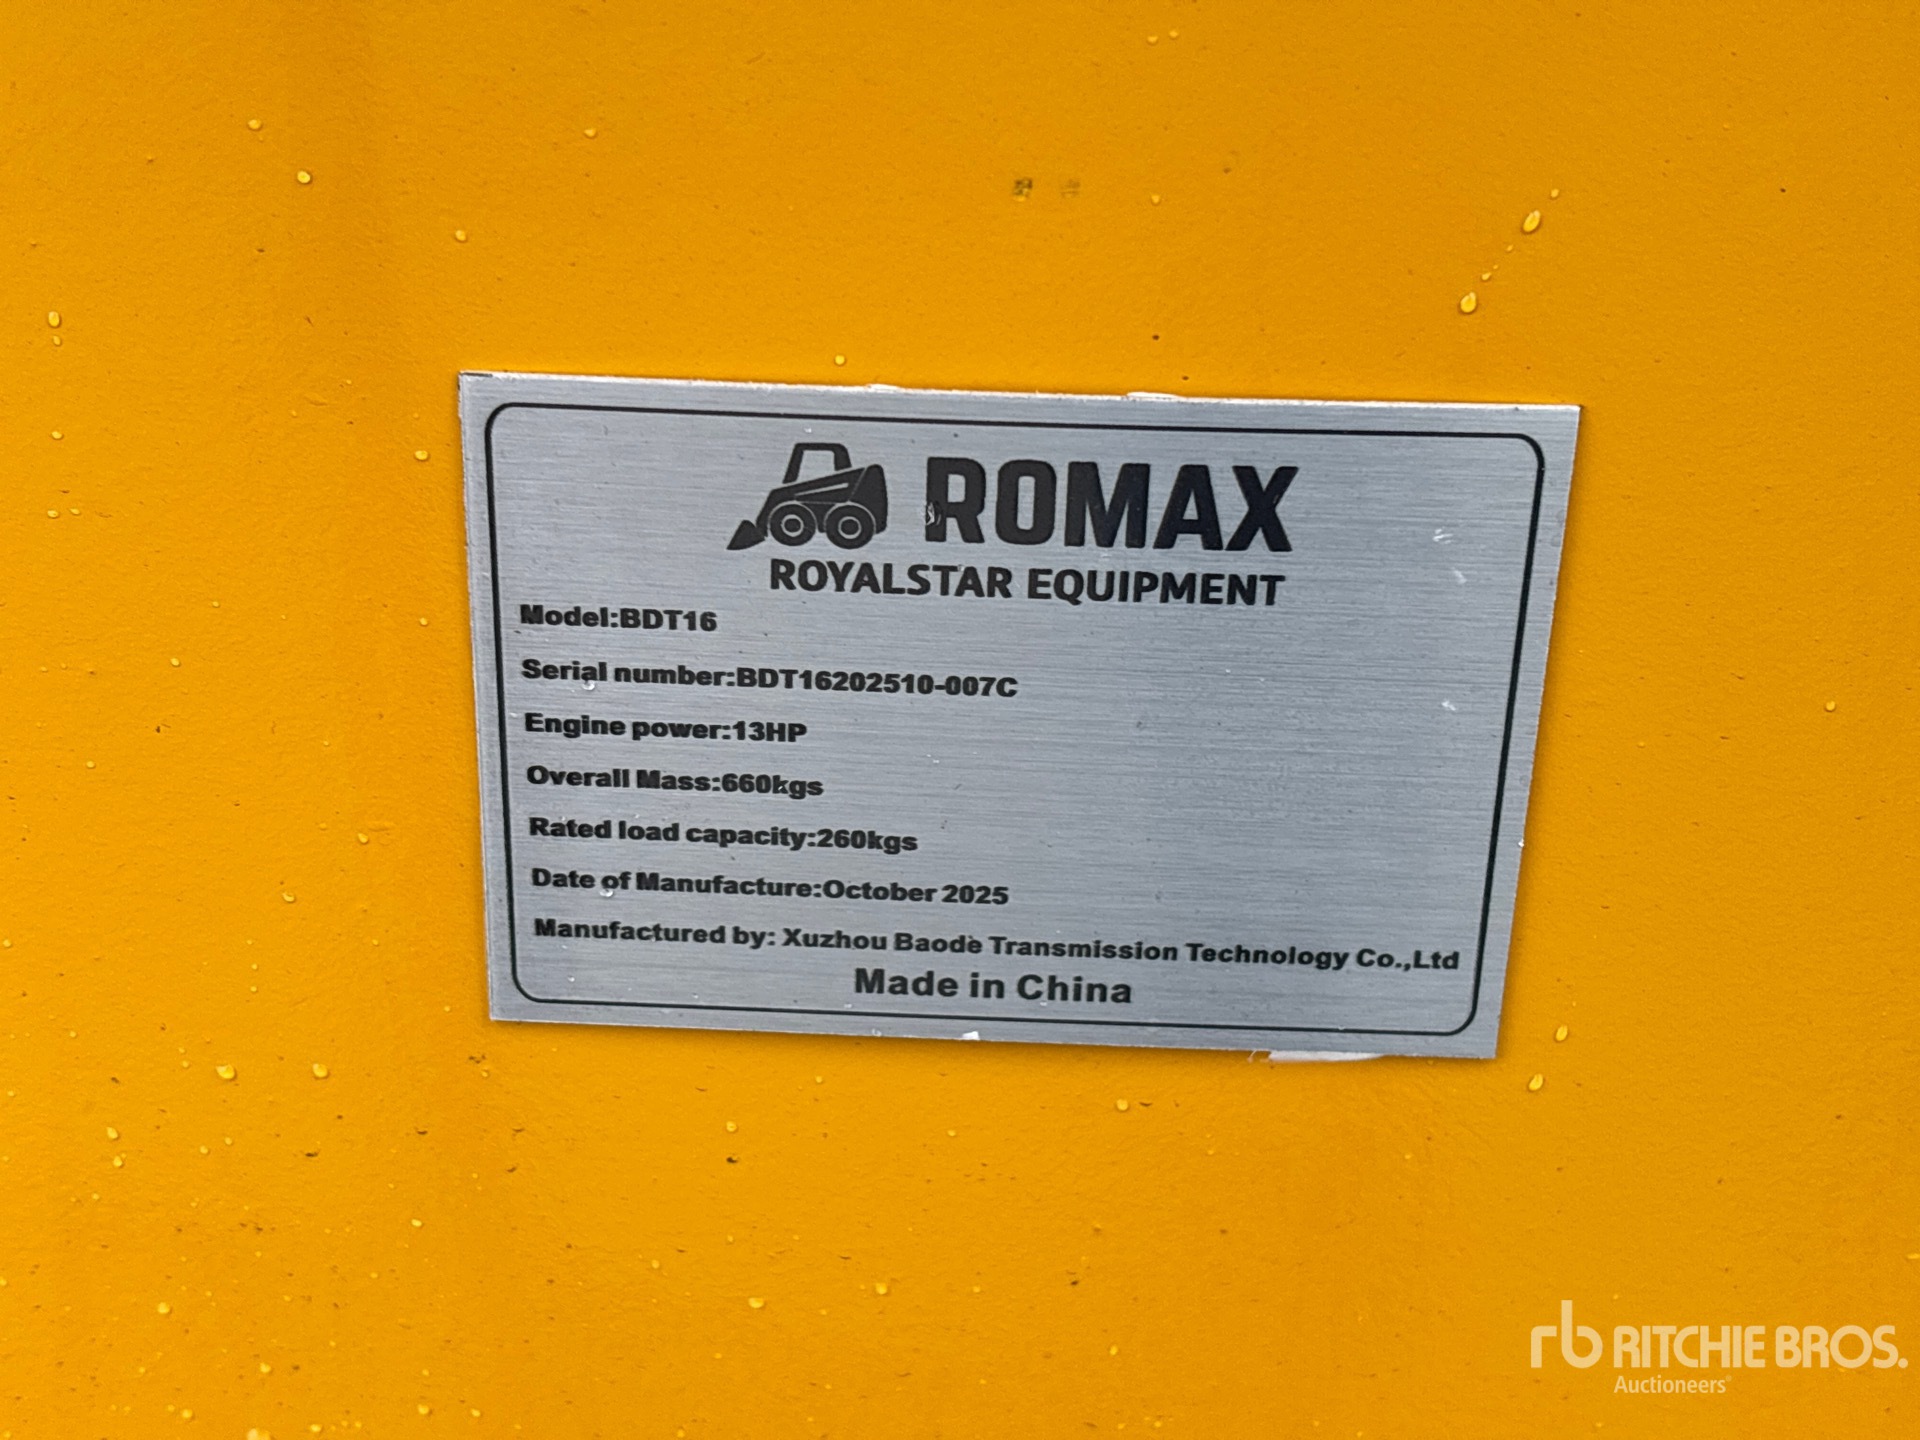 ROMAX
ROYALSTAR EQUIPMENT
Model:BDT16
Serial number:BDT16202510-007C
Engine power:13HP
Overall Mass:660kgs
Rated load capacity:260kgs
Date of Manufacture:October 2025
Manufactured by: Xuzhou Baode Transmission Technology Co.,Ltd
Made in China
rb RITCHIE BROS.
Auctioneers